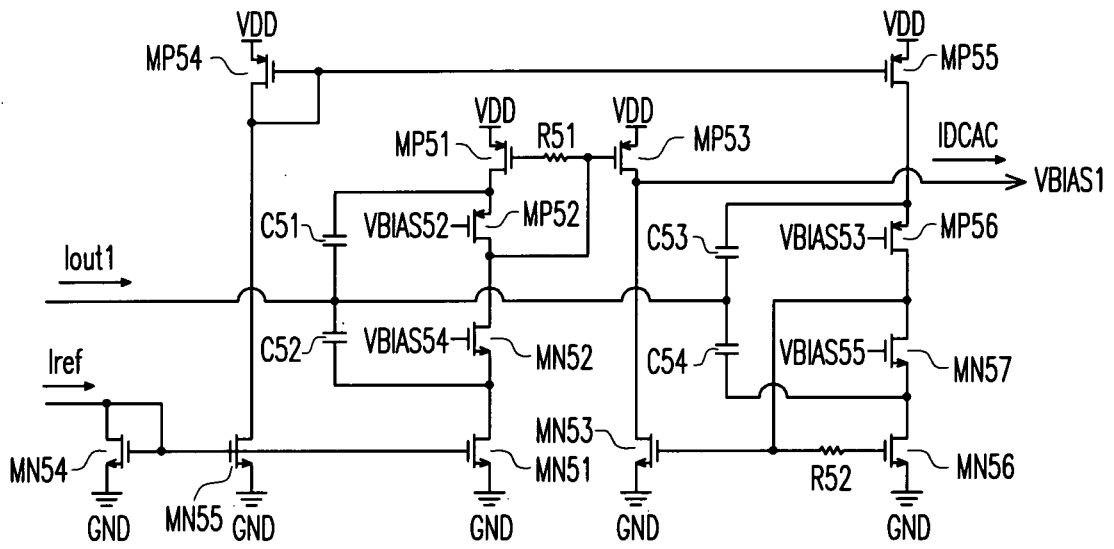 VDD
MP54
VDD
MP55
VDD
MP51
R51
VDD
MP53
IDCAC
VBIAS1
C51
VBIAS52
MP52
C53
VBIAS53
MP56
Iout1
C52
VBIAS54
MN52
C54
VBIAS55
MN57
Iref
MN54
MN55
MN51
MN53
R52
MN56
GND
GND
GND
GND
GND